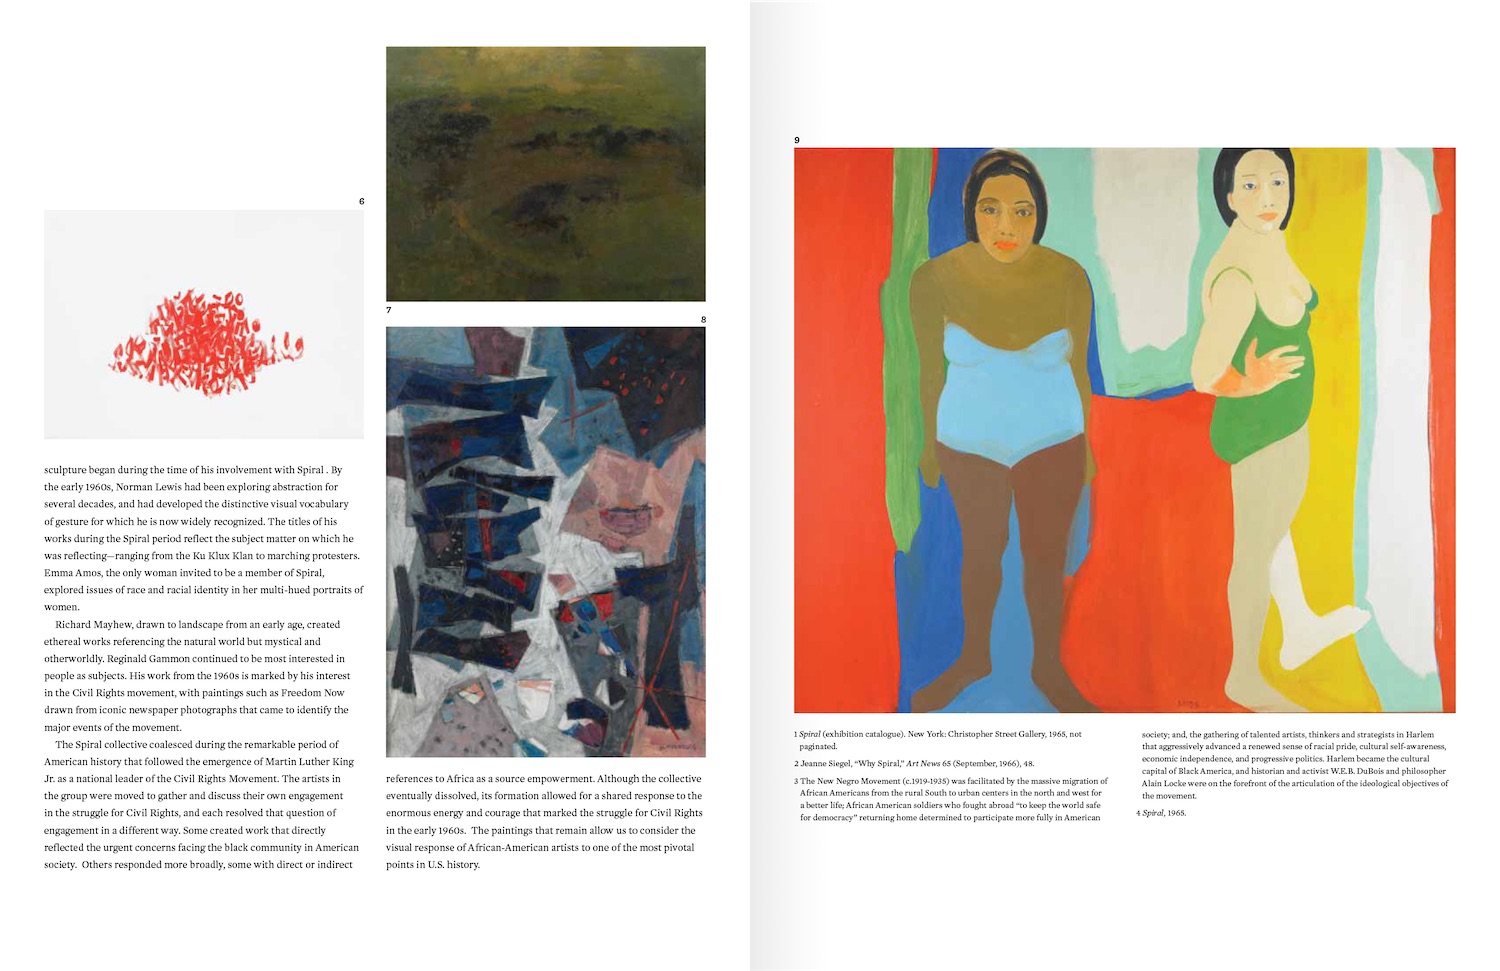 6
sculpture began during the time of his involvement with Spiral . By
the early 1960s, Norman Lewis had been exploring abstraction for
several decades, and had developed the distinctive visual vocabulary
of gesture for which he is now widely recognized. The titles of his
works during the Spiral period reflect the subject matter on which he
was reflecting—ranging from the Ku Klux Klan to marching protesters.
Emma Amos, the only woman invited to be a member of Spiral,
explored issues of race and racial identity in her multi-hued portraits of
women.
Richard Mayhew, drawn to landscape from an early age, created
ethereal works referencing the natural world but mystical and
otherworldly. Reginald Gammon continued to be most interested in
people as subjects. His work from the 1960s is marked by his interest
in the Civil Rights movement, with paintings such as Freedom Now
drawn from iconic newspaper photographs that came to identify the
major events of the movement.
The Spiral collective coalesced during the remarkable period of
American history that followed the emergence of Martin Luther King
Jr. as a national leader of the Civil Rights Movement. The artists in
the group were moved to gather and discuss their own engagement
in the struggle for Civil Rights, and each resolved that question of
engagement in a different way. Some created work that directly
reflected the urgent concerns facing the black community in American
society.  Others responded more broadly, some with direct or indirect
7
8
references to Africa as a source empowerment. Although the collective
eventually dissolved, its formation allowed for a shared response to the
enormous energy and courage that marked the struggle for Civil Rights
in the early 1960s.  The paintings that remain allow us to consider the
visual response of African-American artists to one of the most pivotal
points in U.S. history.
9
1 Spiral (exhibition catalogue). New York: Christopher Street Gallery, 1965, not
paginated.
2 Jeanne Siegel, “Why Spiral,” Art News 65 (September, 1966), 48.
3 The New Negro Movement (c.1919-1935) was facilitated by the massive migration of
African Americans from the rural South to urban centers in the north and west for
a better life; African American soldiers who fought abroad “to keep the world safe
for democracy” returning home determined to participate more fully in American
society; and, the gathering of talented artists, thinkers and strategists in Harlem
that aggressively advanced a renewed sense of racial pride, cultural self-awareness,
economic independence, and progressive politics. Harlem became the cultural
capital of Black America, and historian and activist W.E.B. DuBois and philosopher
Alain Locke were on the forefront of the articulation of the ideological objectives of
the movement.
4 Spiral, 1965.